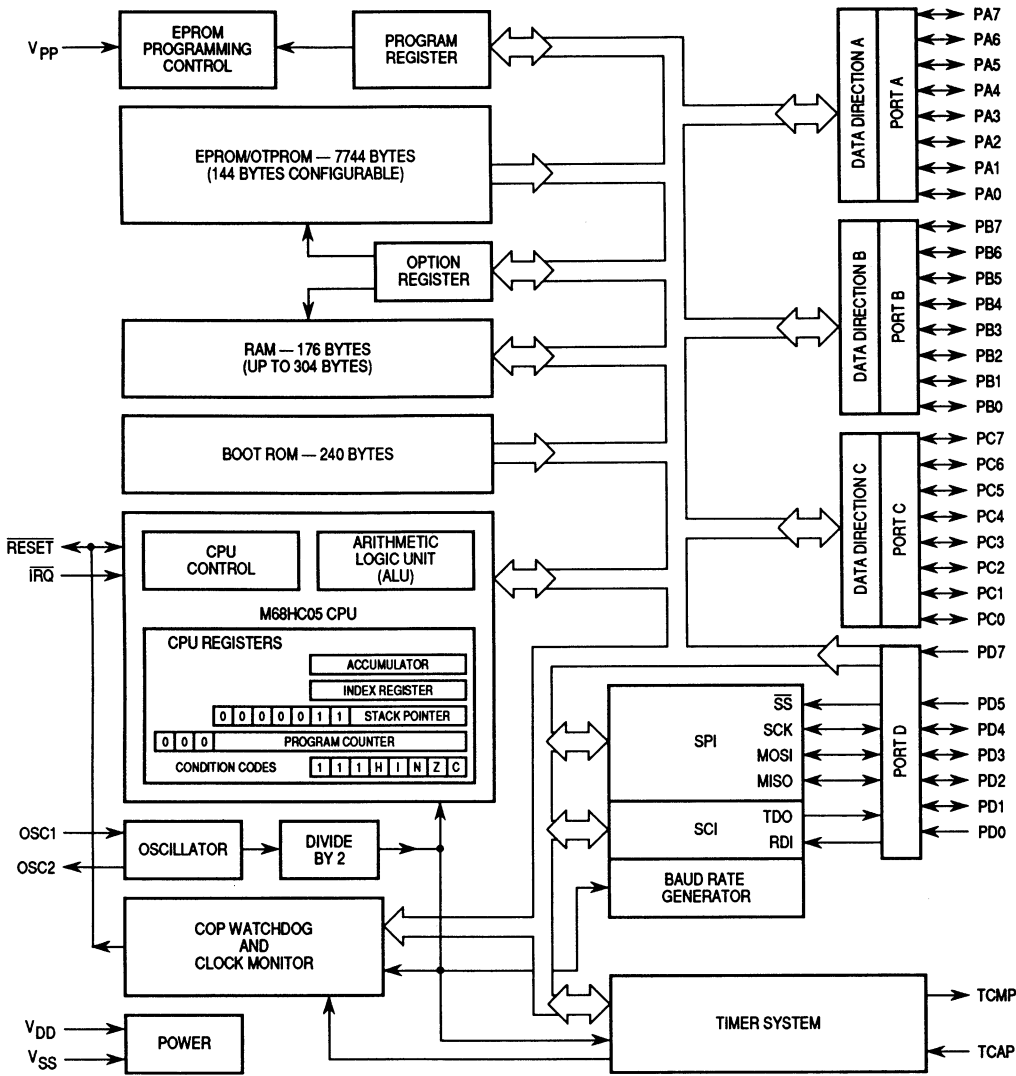 V PP
EPROM
PROGRAMMING
CONTROL
PROGRAM
REGISTER
EPROM/OTPROM — 7744 BYTES
(144 BYTES CONFIGURABLE)
OPTION
REGISTER
RAM — 176 BYTES
(UP TO 304 BYTES)
BOOT ROM — 240 BYTES
RESET
IRQ
CPU
CONTROL
ARITHMETIC
LOGIC UNIT
(ALU)
M68HC05 CPU
CPU REGISTERS
ACCUMULATOR
INDEX REGISTER
0 0 0 0 0 1 1 STACK POINTER
0 0 0 PROGRAM COUNTER
CONDITION CODES 1 1 1 H I N Z C
OSC1
OSC2
OSCILLATOR
DIVIDE
BY 2
COP WATCHDOG
AND
CLOCK MONITOR
V DD
V SS
POWER
DATA DIRECTION A
PORT A
PA7
PA6
PA5
PA4
PA3
PA2
PA1
PA0
DATA DIRECTION B
PORT B
PB7
PB6
PB5
PB4
PB3
PB2
PB1
PB0
DATA DIRECTION C
PORT C
PC7
PC6
PC5
PC4
PC3
PC2
PC1
PC0
SPI
SS
SCK
MOSI
MISO
SCI
TDO
RDI
BAUD RATE
GENERATOR
PORT D
PD7
PD5
PD4
PD3
PD2
PD1
PD0
TIMER SYSTEM
TCMP
TCAP